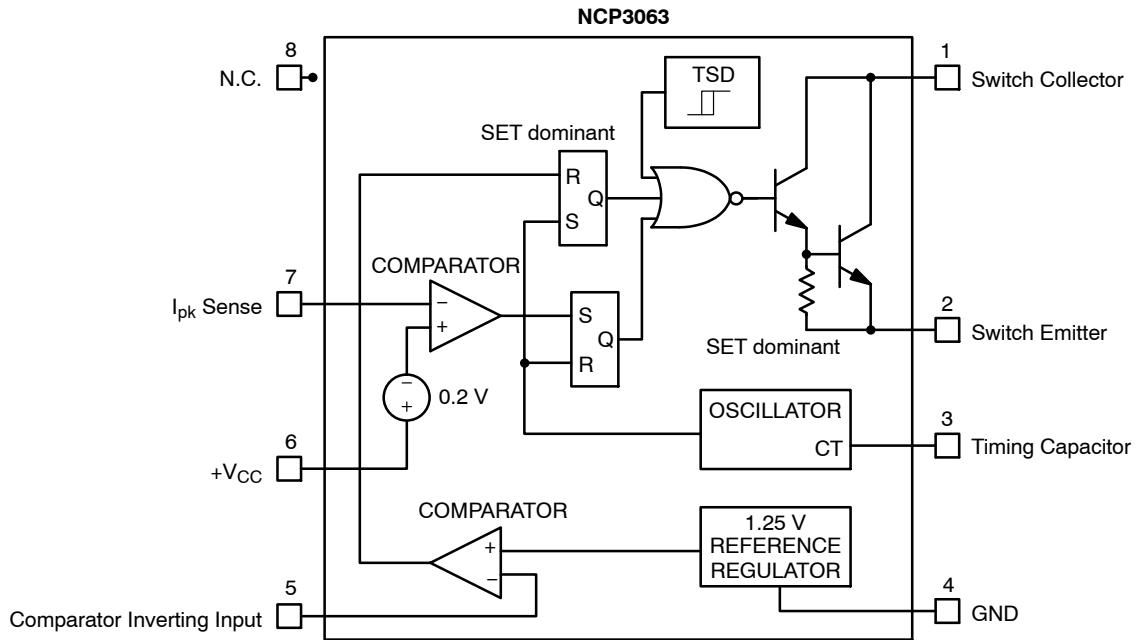 NCP3063
8
N.C.
1
Switch Collector
TSD
SET dominant
R
Q
S
COMPARATOR
7
Ipk Sense
−
+
S
Q
R
2
Switch Emitter
SET dominant
−
+
0.2 V
OSCILLATOR
CT
3
Timing Capacitor
6
+VCC
COMPARATOR
+
−
1.25 V
REFERENCE
REGULATOR
5
Comparator Inverting Input
4
GND